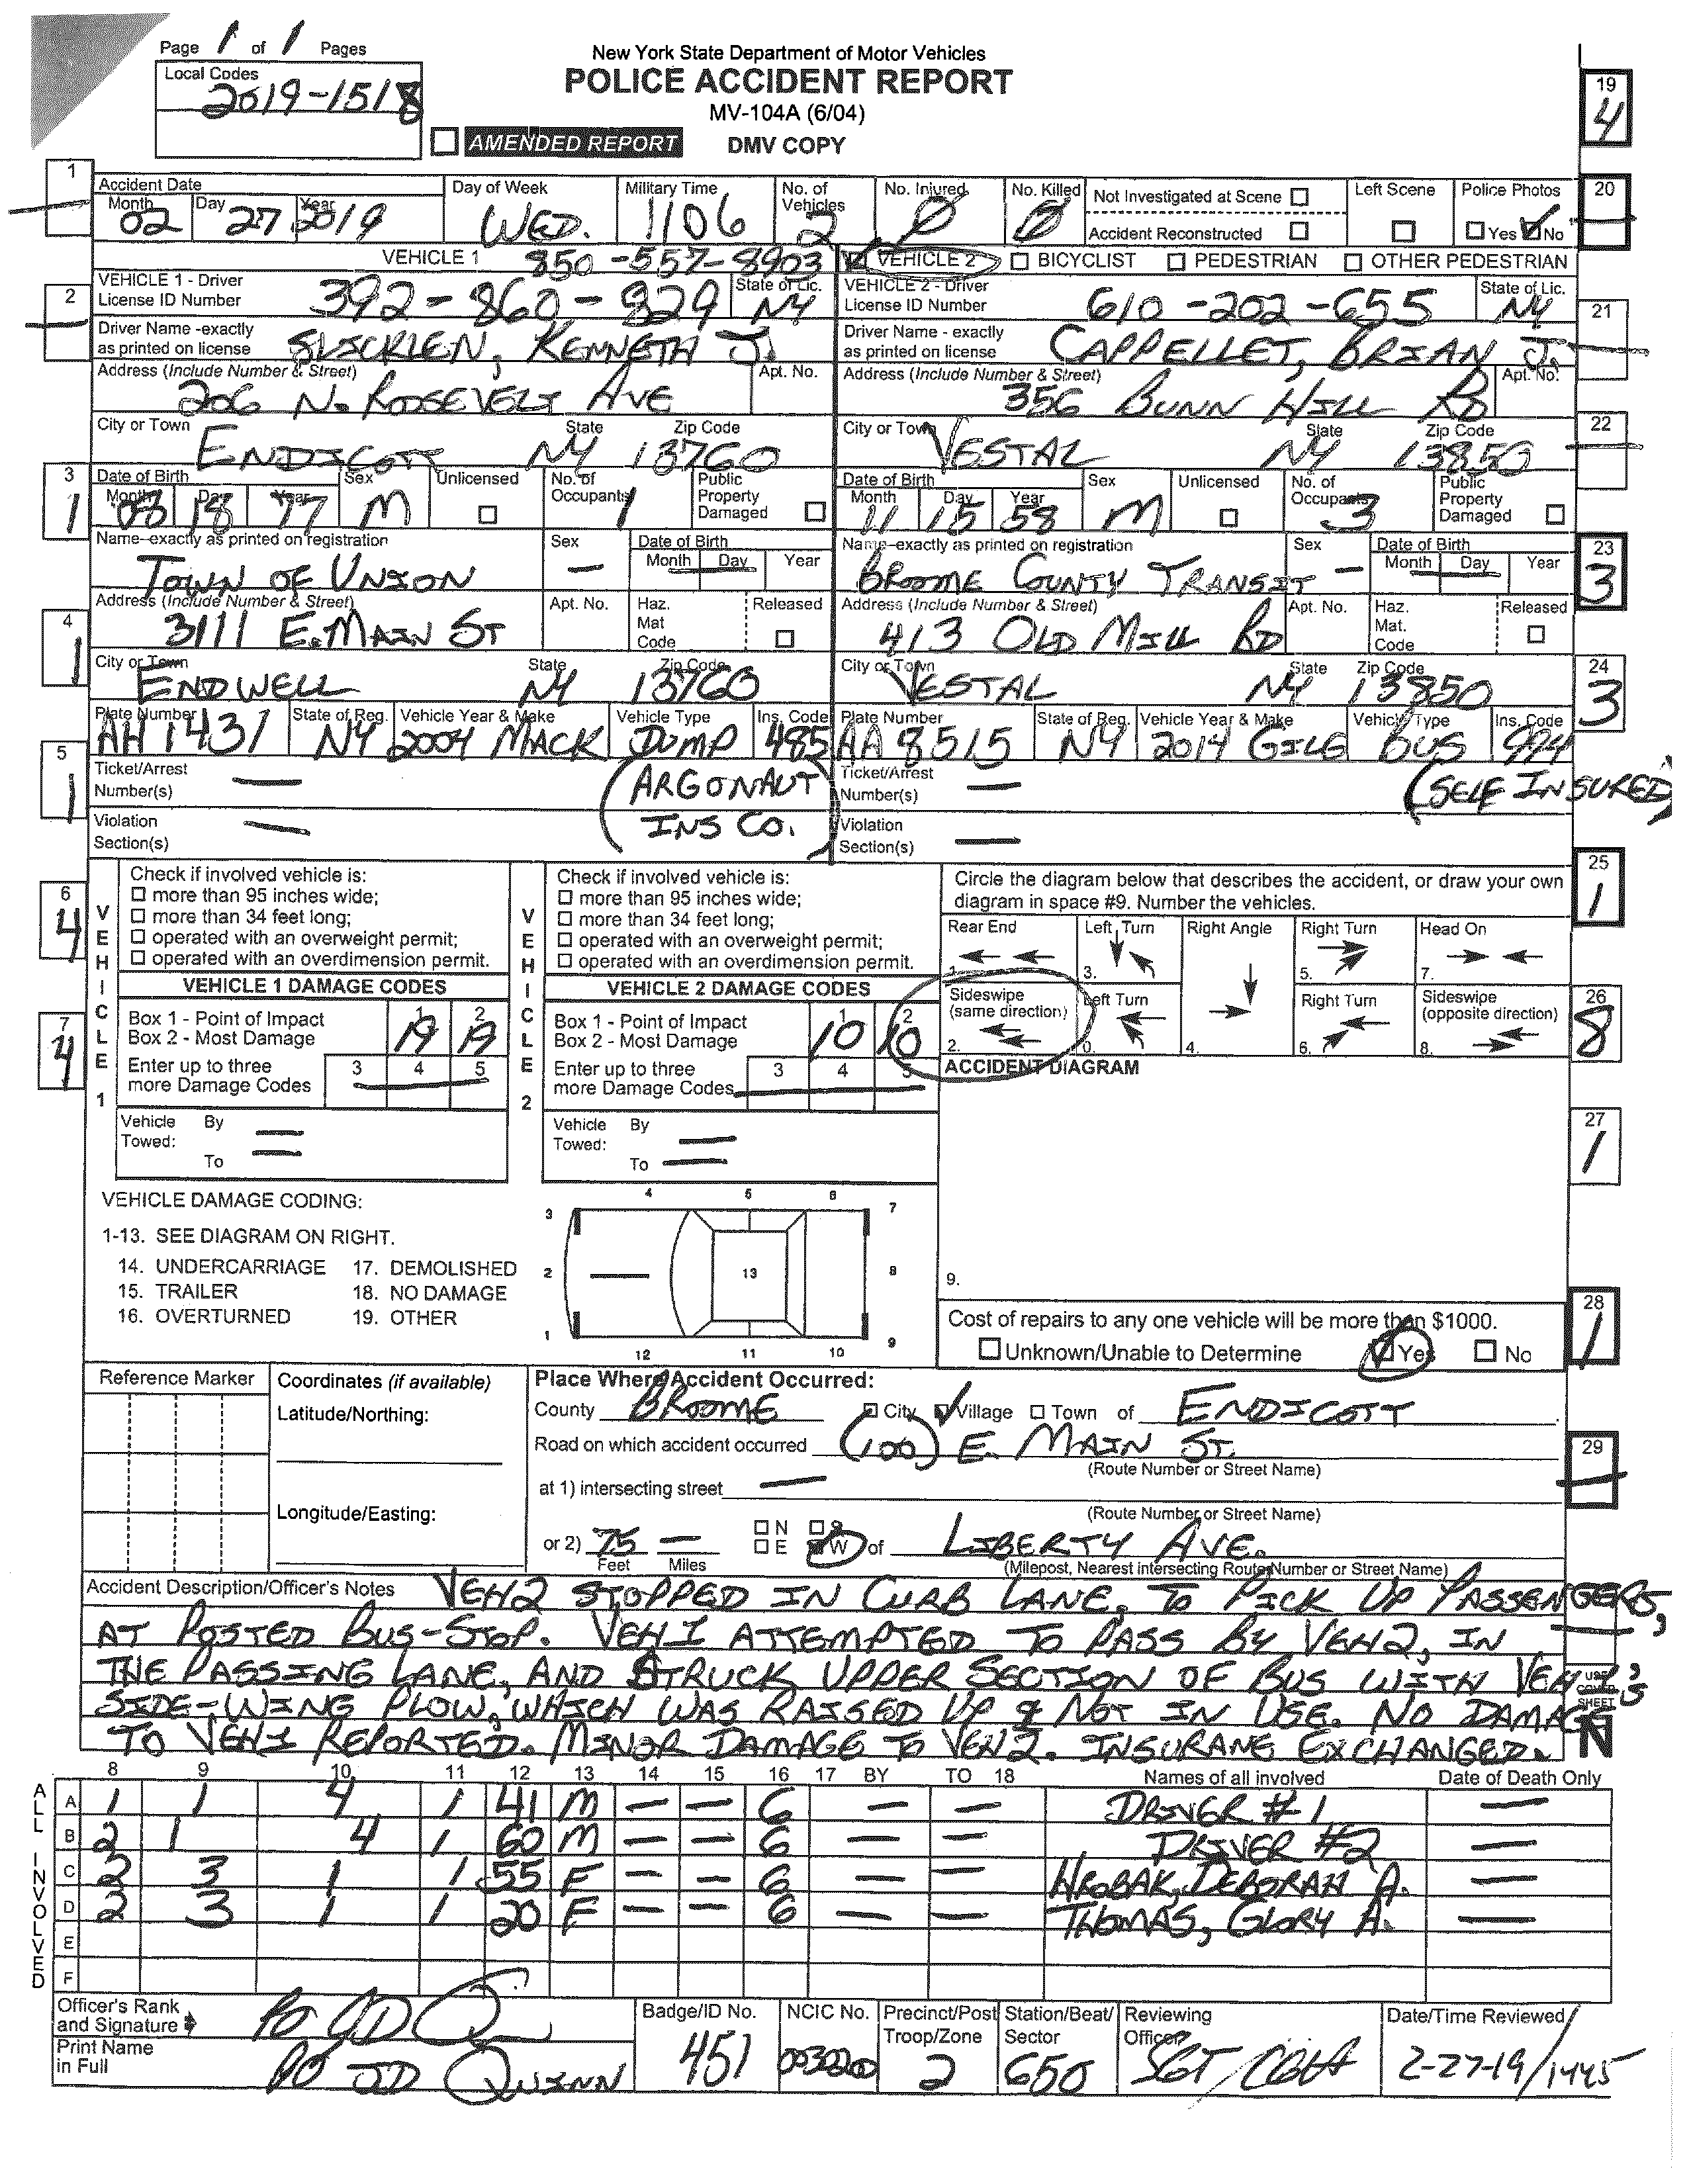 Page 1 of 1 Pages
New York State Department of Motor Vehicles
POLICE ACCIDENT REPORT
MV-104A (6/04)
AMENDED REPORT DMV COPY
Local Codes
2019-1518
19
4
1
Accident Date
Month Day Year
02 27 2019
Day of Week
WED.
Military Time
1106
No. of Vehicles
2
No. Injured
0
No. Killed
0
Not Investigated at Scene
Accident Reconstructed
Left Scene
Police Photos
Yes No
20
VEHICLE 1 850-557-8903 VEHICLE 2 BICYCLIST PEDESTRIAN OTHER PEDESTRIAN
2
VEHICLE 1 - Driver License ID Number 392-860-829 State of Lic. NY
VEHICLE 2 - Driver License ID Number 610-202-655 State of Lic. NY
21
Driver Name -exactly as printed on license KENNETH J.
Driver Name - exactly as printed on license CAPPELLET, BRIAN J.
Address (Include Number & Street) Apt. No.
206 N. ROOSEVELT AVE
Address (Include Number & Street) Apt. No.
356 BUNN HILL RD
22
City or Town State Zip Code
ENDICOTT NY 13760
City or Town State Zip Code
VESTAL NY 13850
3
1
Date of Birth Month Day Year Sex Unlicensed No. of Occupants Public Property Damaged
08 18 77 M 1
Date of Birth Month Day Year Sex Unlicensed No. of Occupants Public Property Damaged
11 15 58 M 3
23
3
Name-exactly as printed on registration Sex Date of Birth Month Day Year
TOWN OF UNION —
Name-exactly as printed on registration Sex Date of Birth Month Day Year
BROOME COUNTY TRANSIT —
4
1
Address (Include Number & Street) Apt. No. Haz. Mat Code Released
3111 E. MAIN ST
Address (Include Number & Street) Apt. No. Haz. Mat. Code Released
413 OLD MILL RD
24
3
City or Town State Zip Code
ENDWELL NY 13760
City or Town State Zip Code
VESTAL NY 13850
Plate Number State of Reg. Vehicle Year & Make Vehicle Type Ins. Code
AH1431 NY 2004 MACK DUMP 485
Plate Number State of Reg. Vehicle Year & Make Vehicle Type Ins. Code
AA8515 NY 2014 GILG BUS 994
5
1
Ticket/Arrest Number(s) — (ARGONAUT
Violation Section(s) — INS CO.)
Ticket/Arrest Number(s) — (SELF INSURED)
Violation Section(s) —
6
4
7
4
VEHICLE 1
Check if involved vehicle is:
more than 95 inches wide;
more than 34 feet long;
operated with an overweight permit;
operated with an overdimension permit.
VEHICLE 1 DAMAGE CODES
Box 1 - Point of Impact 1 2
Box 2 - Most Damage 19 19
Enter up to three more Damage Codes 3 4 5
Vehicle Towed: By —
To —
VEHICLE 2
Check if involved vehicle is:
more than 95 inches wide;
more than 34 feet long;
operated with an overweight permit;
operated with an overdimension permit.
VEHICLE 2 DAMAGE CODES
Box 1 - Point of Impact 1 2
Box 2 - Most Damage 10 10
Enter up to three more Damage Codes 3 4 5
Vehicle Towed: By —
To —
25
1
Circle the diagram below that describes the accident, or draw your own
diagram in space #9. Number the vehicles.
Rear End Left Turn Right Angle Right Turn Head On
1. 3. 5. 7.
Sideswipe (same direction) Left Turn Right Turn Sideswipe (opposite direction)
2. 0. 4. 6. 8.
26
8
ACCIDENT DIAGRAM
27
1
9.
VEHICLE DAMAGE CODING:
1-13. SEE DIAGRAM ON RIGHT.
14. UNDERCARRIAGE 17. DEMOLISHED
15. TRAILER 18. NO DAMAGE
16. OVERTURNED 19. OTHER
4 5 6
3 7
2 13 8
1 9
12 11 10
Cost of repairs to any one vehicle will be more than $1000.
Unknown/Unable to Determine Yes No
28
1
Reference Marker
Coordinates (if available)
Latitude/Northing:
Longitude/Easting:
Place Where Accident Occurred:
County BROOME City Village Town of ENDICOTT
Road on which accident occurred (100) E. MAIN ST.
(Route Number or Street Name)
29
at 1) intersecting street —
(Route Number or Street Name)
or 2) 75 — N S E W of LIBERTY AVE.
Feet Miles (Milepost, Nearest intersecting Route Number or Street Name)
Accident Description/Officer's Notes VEH2 STOPPED IN CURB LANE, TO PICK UP PASSENGERS,
AT POSTED BUS-STOP. VEH1 ATTEMPTED TO PASS BY VEH2, IN
THE PASSING LANE, AND STRUCK UPPER SECTION OF BUS WITH VEH1'S
SIDE-WING PLOW, WHICH WAS RAISED UP & NOT IN USE. NO DAMAGE
TO VEH1 REPORTED. MINOR DAMAGE TO VEH2. INSURANE EXCHANGED.
USE COVER SHEET
N
8 9 10 11 12 13 14 15 16 17 BY TO 18 Names of all involved Date of Death Only
ALL INVOLVED
A 1 1 4 1 41 M — — 6 — — DRIVER #1 —
B 2 1 4 1 60 M — — 6 — — DRIVER #2 —
C 2 3 1 1 55 F — — 6 — — HROBAK, DEBORAH A. —
D 2 3 1 1 20 F — — 6 — — THOMAS, GLORY A. —
E
F
Officer's Rank and Signature PO JD Q
Print Name in Full PO JD QUINN
Badge/ID No.
451
NCIC No.
Precinct/Post Troop/Zone
2
Station/Beat/Sector
650
Reviewing Officer
SGT
Date/Time Reviewed
2-27-19/1445